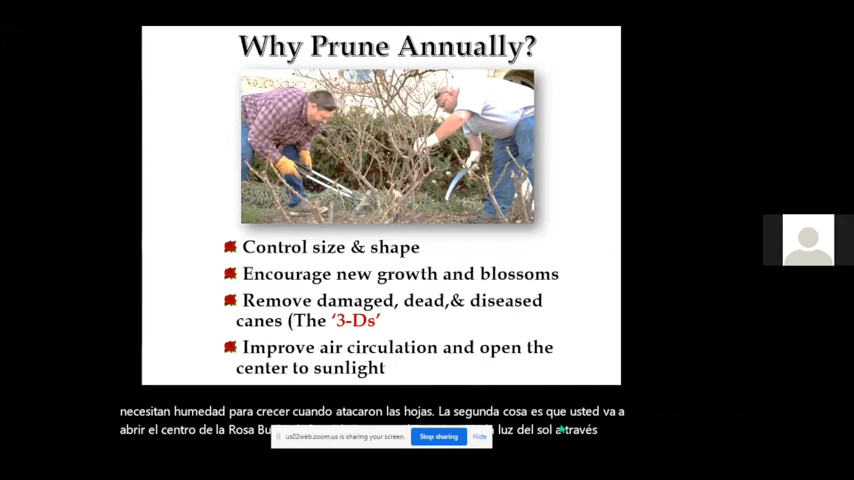 Why Prune Annually?
Control size & shape
Encourage new growth and blossoms
Remove damaged, dead,& diseased
canes (The ‘3-Ds’
Improve air circulation and open the
center to sunlight
necesitan humedad para crecer cuando atacaron las hojas. La segunda cosa es que usted va a
abrir el centro de la Rosa luz del sol a través
us02web.zoom.us is sharing your screen. Stop sharing Hide